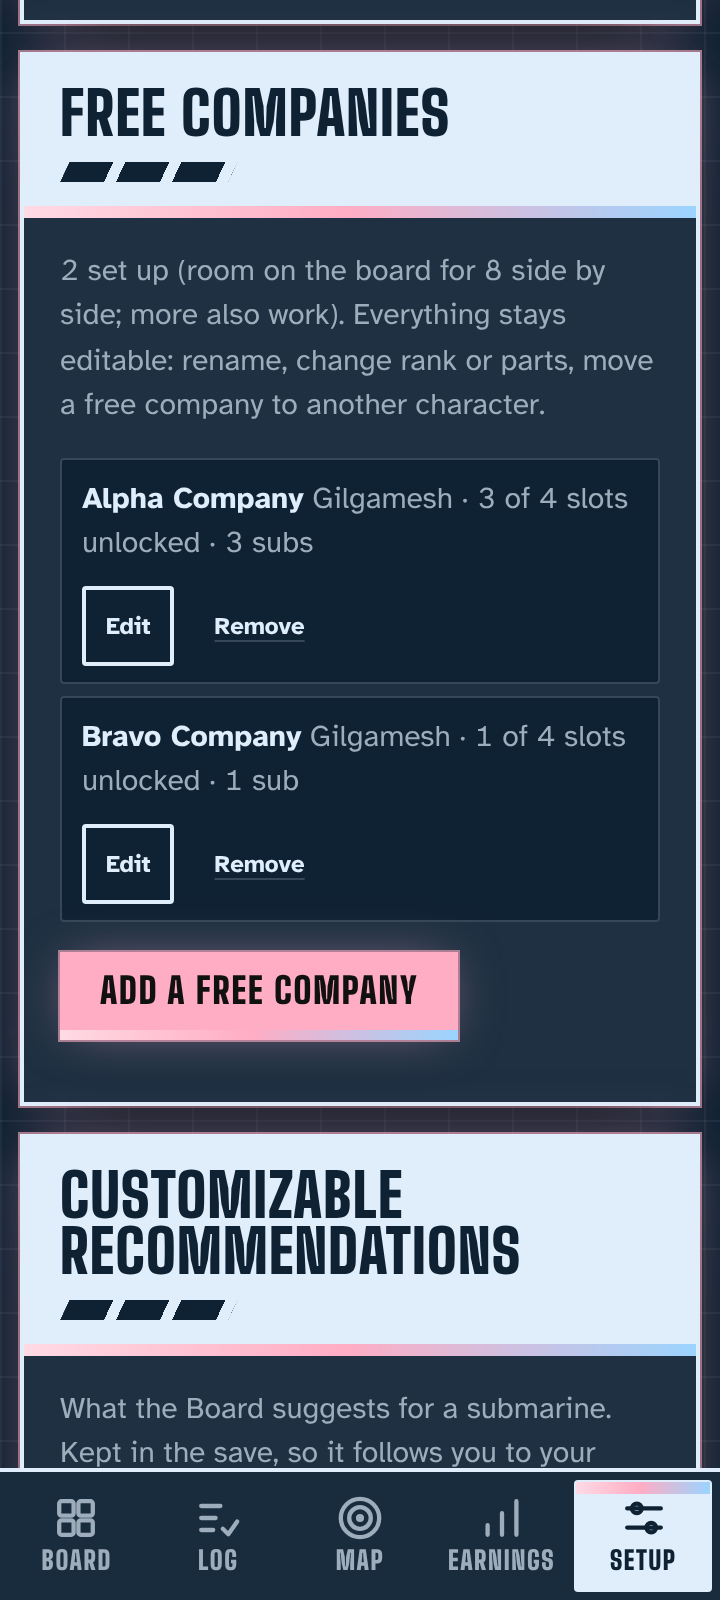 FREE COMPANIES
2 set up (room on the board for 8 side by
side; more also work). Everything stays
editable: rename, change rank or parts, move
a free company to another character.
Alpha Company Gilgamesh · 3 of 4 slots
unlocked · 3 subs
Edit Remove
Bravo Company Gilgamesh · 1 of 4 slots
unlocked · 1 sub
Edit Remove
ADD A FREE COMPANY
CUSTOMIZABLE
RECOMMENDATIONS
What the Board suggests for a submarine.
Kept in the save, so it follows you to your
BOARD LOG MAP EARNINGS SETUP